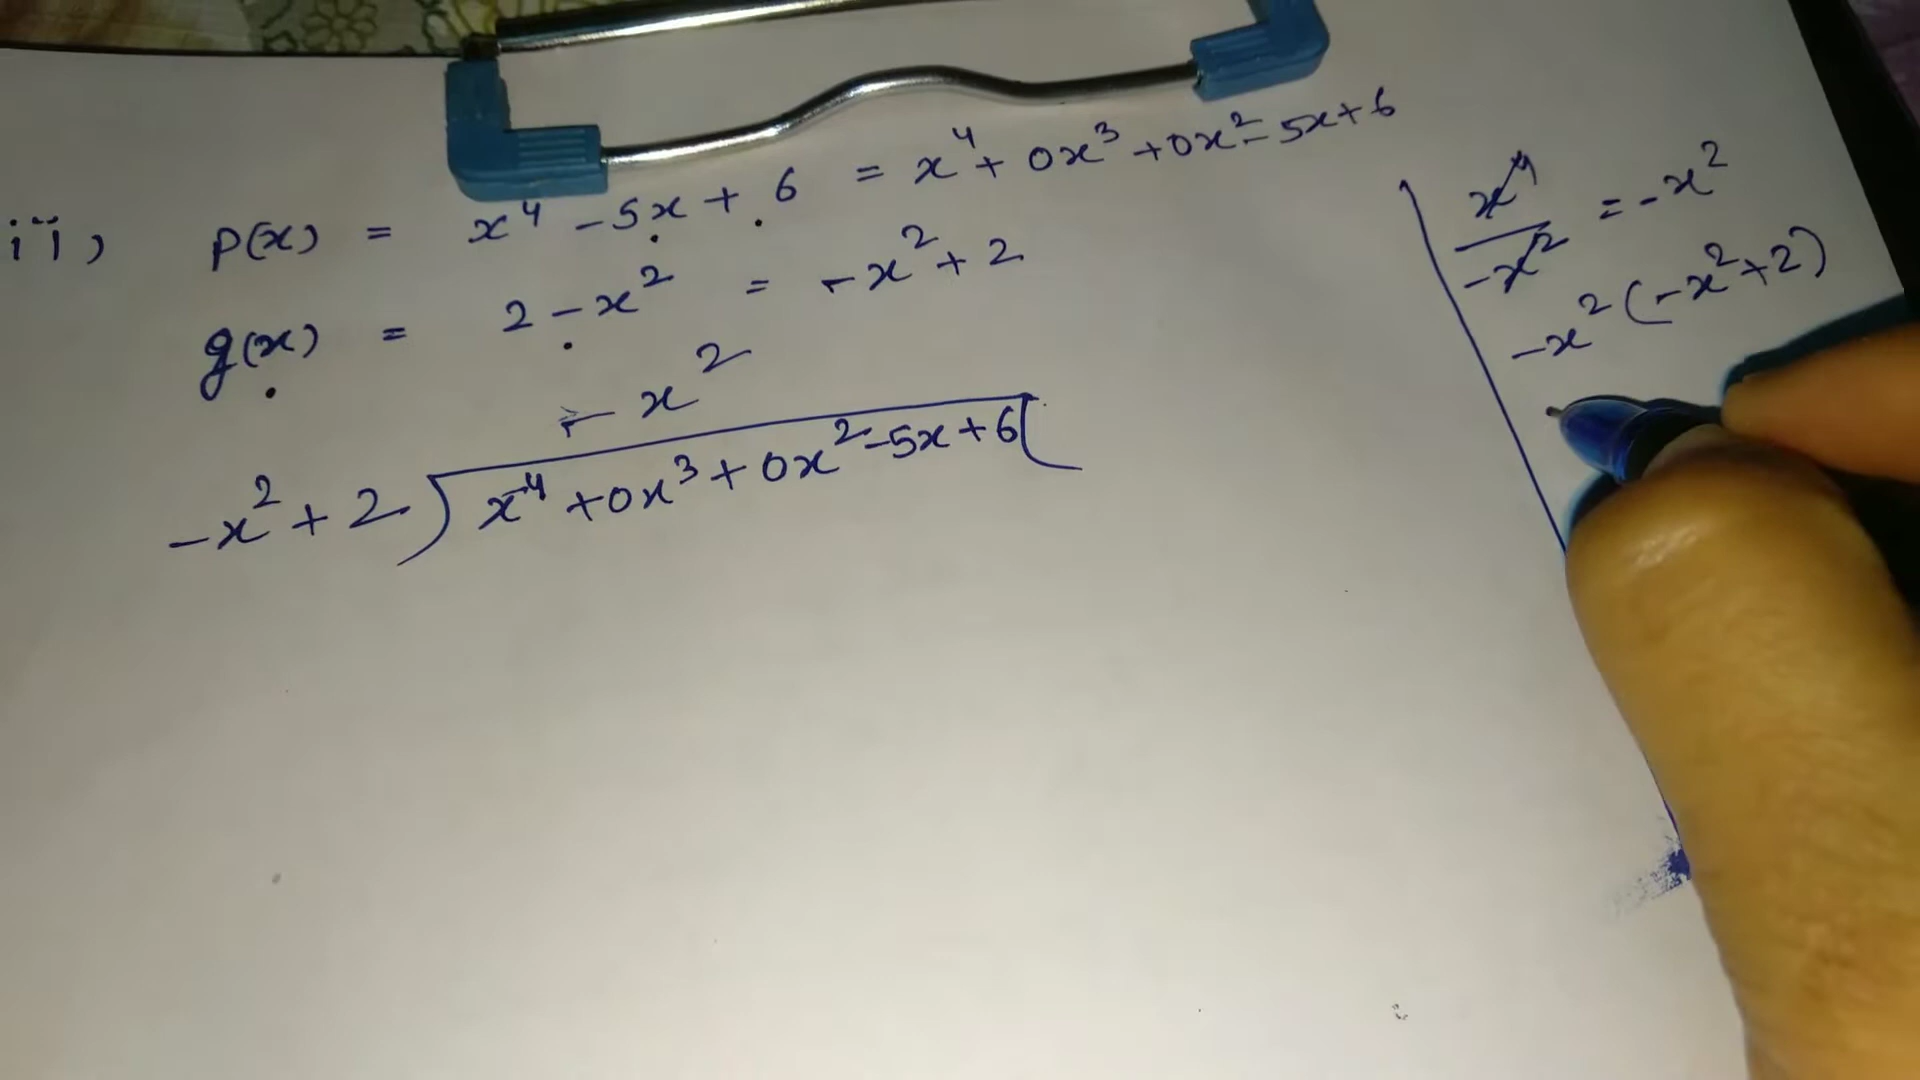 iii, p(x) = x⁴ - 5x + 6 = x⁴ + 0x³ + 0x² - 5x + 6
g(x) = 2 - x² = -x² + 2
-x²
-x² + 2 ) x⁴ + 0x³ + 0x² - 5x + 6 (
x⁴ / -x² = -x²
-x² (-x² + 2)